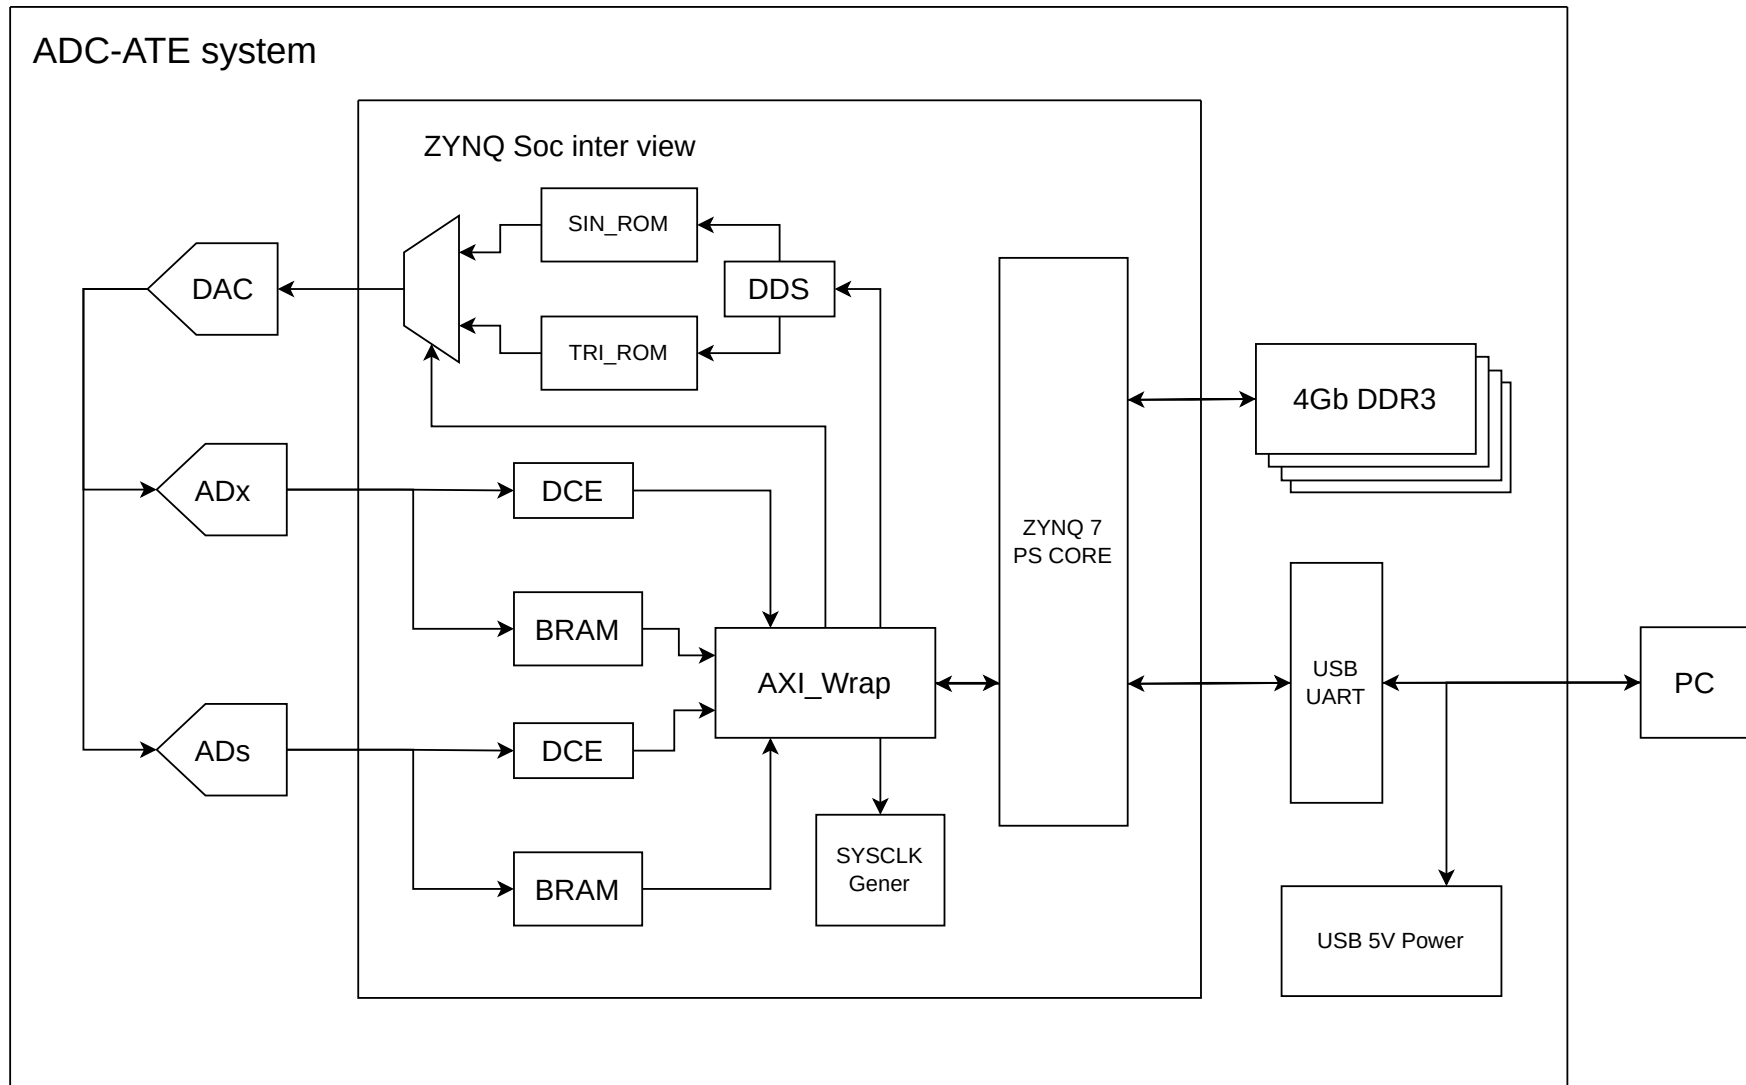 ADC-ATE system
ZYNQ Soc inter view
SIN_ROM
DAC
DDS
TRI_ROM
4Gb DDR3
ADx
DCE
ZYNQ 7
PS CORE
BRAM
AXI_Wrap
USB
UART
PC
ADs
DCE
SYSCLK
Gener
BRAM
USB 5V Power